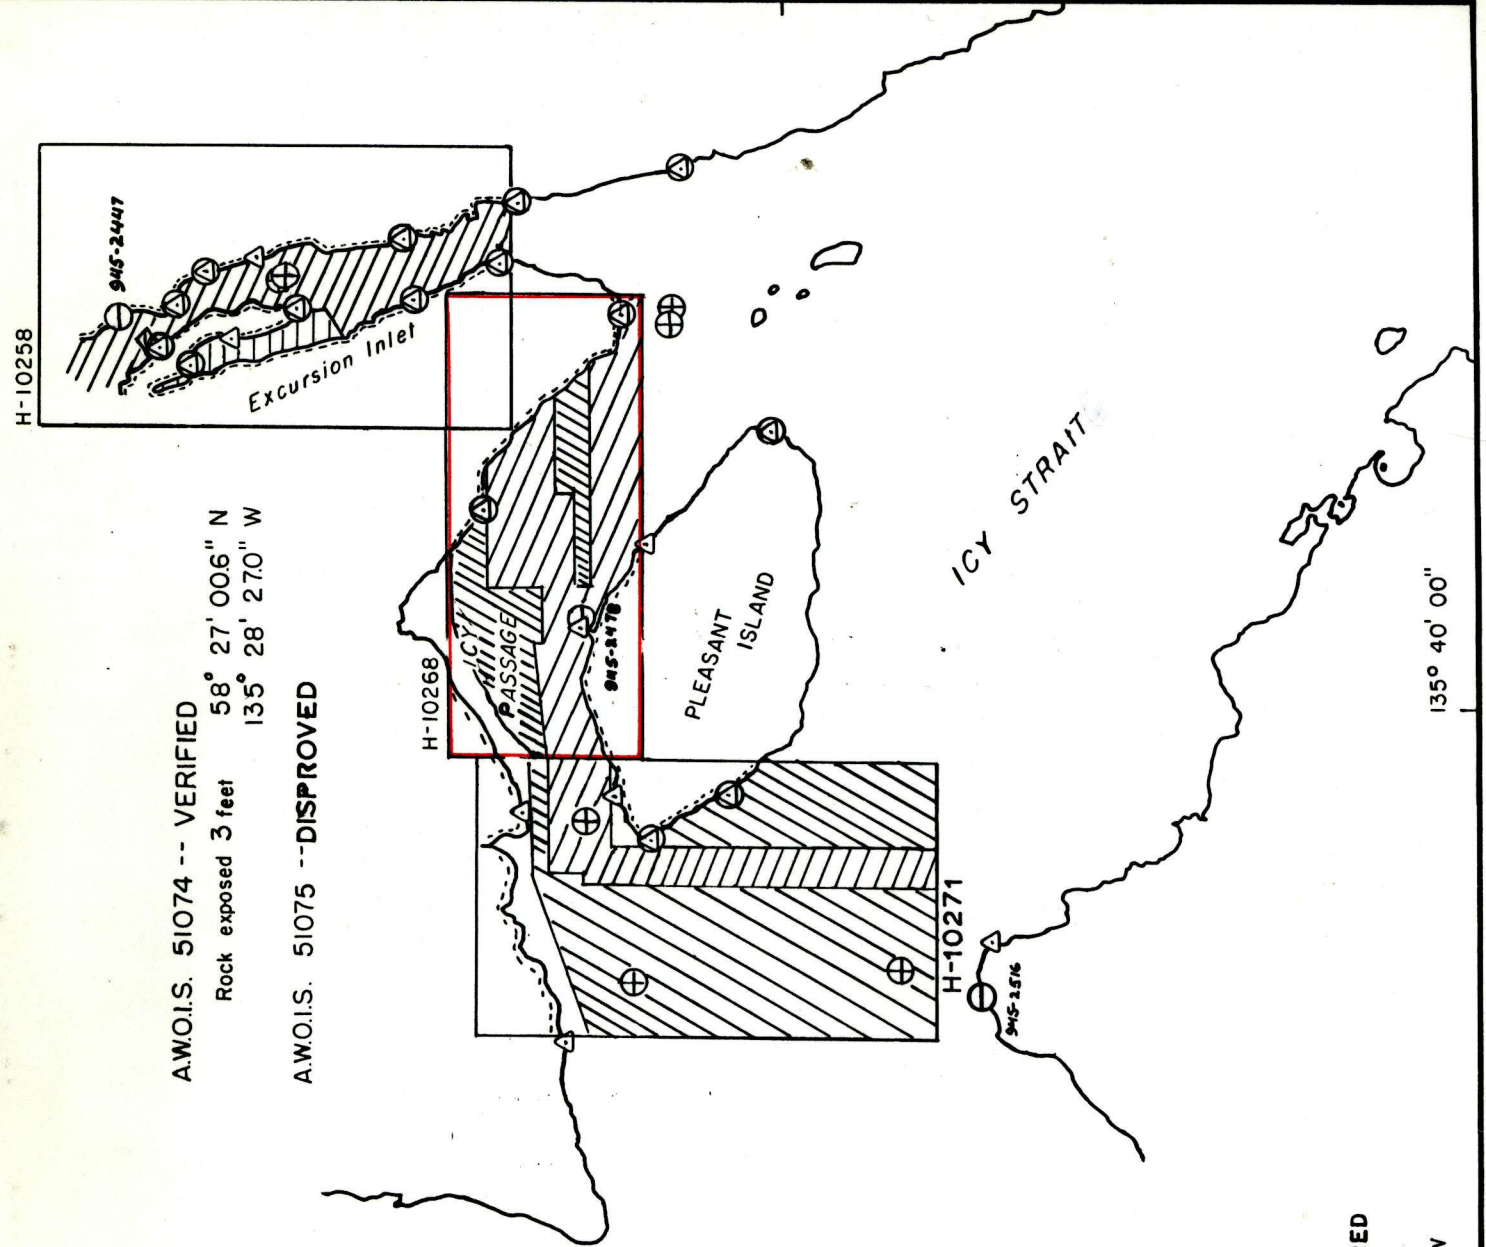 A.W.O.I.S. 51074 -- VERIFIED
Rock exposed 3 feet 58° 27' 00.6" N
135° 28' 27.0" W
A.W.O.I.S. 51075 --DISPROVED
H-10258
945-2447
Excursion Inlet
H-10268
ICY
PASSAGE
945-2478
PLEASANT
ISLAND
ICY STRAIT
H-10271
945-2516
135° 40' 00"
ED
W